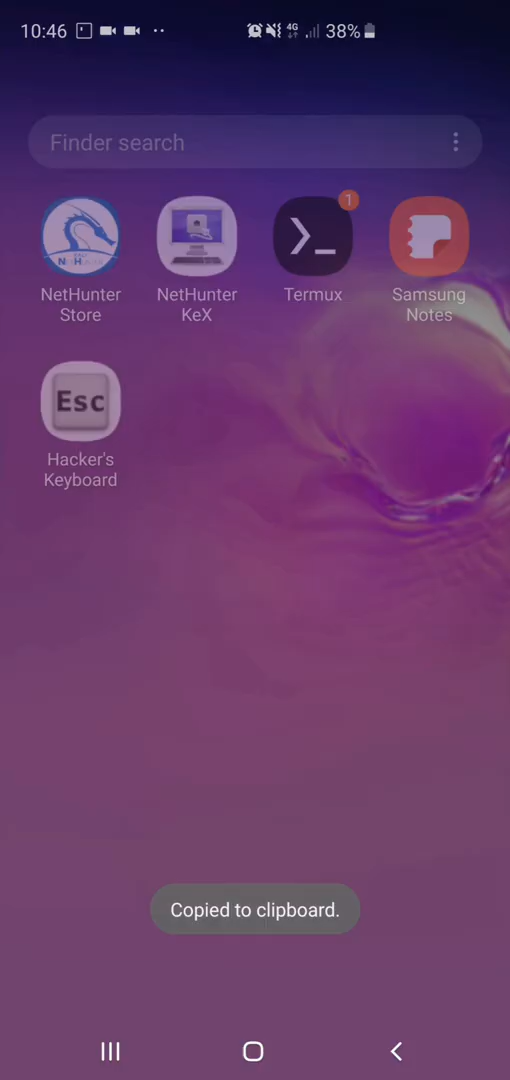 10:46
4G
38%
Finder search
1
NetHunter Store
NetHunter KeX
Termux
Samsung Notes
Esc
Hacker's Keyboard
Copied to clipboard.